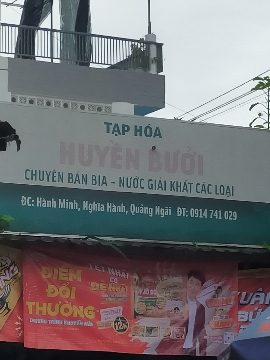 TẠP HÓA
HUYỀN BƯỞI
CHUYÊN BÁN BIA - NƯỚC GIẢI KHÁT CÁC LOẠI
ĐC: Hành Minh, Nghĩa Hành, Quảng Ngãi ĐT: 0914 741 029
ĐIỂM
ĐỔI
THƯỞNG